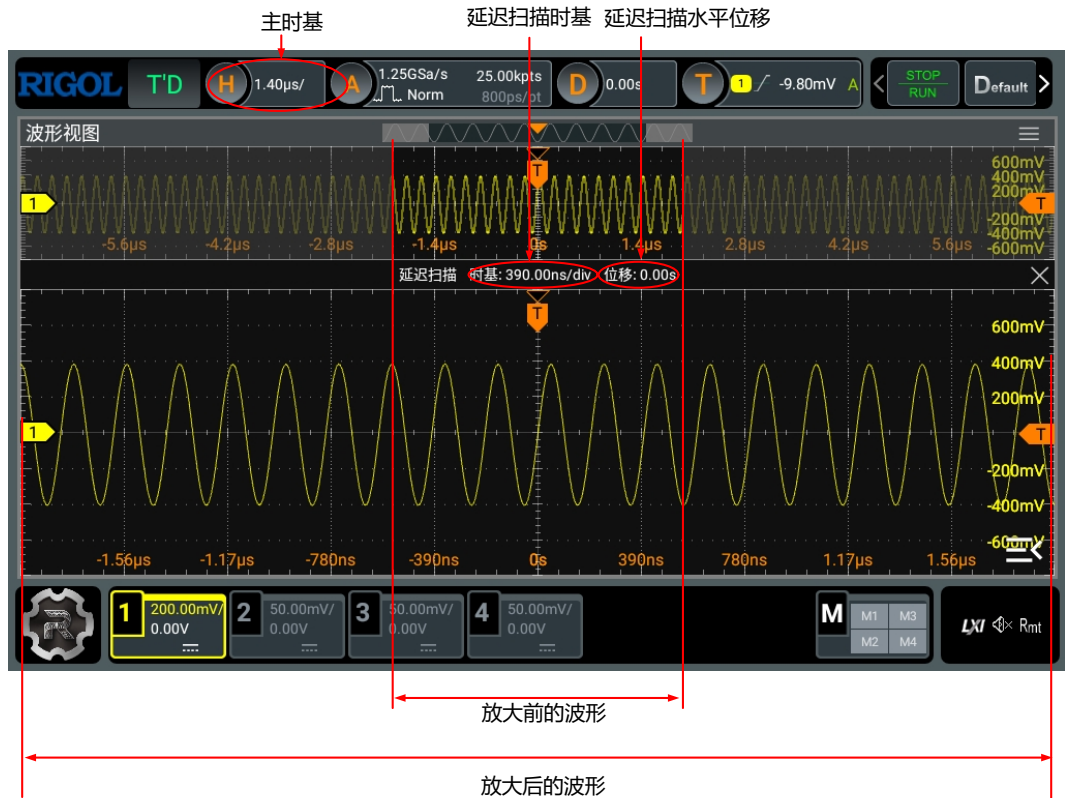 主时基
延迟扫描时基 延迟扫描水平位移
RIGOL T'D H 1.40μs/ A 1.25GSa/s 25.00kpts D 0.00s T 1 -9.80mV A < STOP Default >
Norm 800ps/pt RUN
波形视图
T
600mV
400mV
200mV
1 T
-200mV
-400mV
-5.6μs -4.2μs -2.8μs -1.4μs 0s 1.4μs 2.8μs 4.2μs 5.6μs -600mV
延迟扫描 时基: 390.00ns/div 位移: 0.00s
T
600mV
400mV
200mV
1 T
-200mV
-400mV
-600mV
-1.56μs -1.17μs -780ns -390ns 0s 390ns 780ns 1.17μs 1.56μs
R 1 200.00mV/ 2 50.00mV/ 3 50.00mV/ 4 50.00mV/ M M1 M3 LXI Rmt
0.00V 0.00V 0.00V 0.00V M2 M4
放大前的波形
放大后的波形